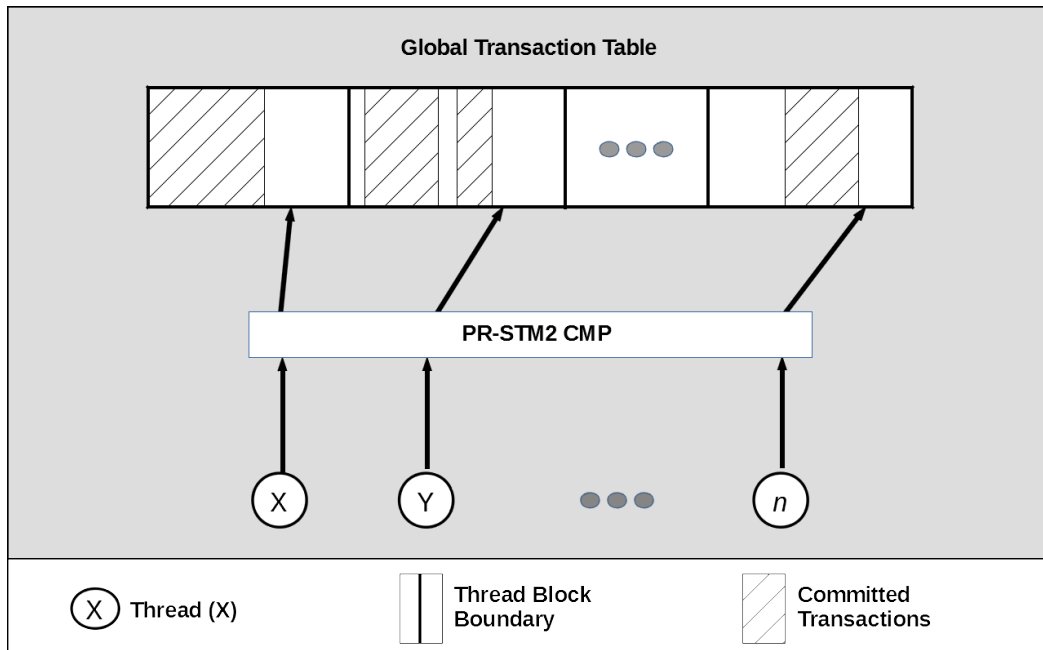 Global Transaction Table
PR-STM2 CMP
X
Y
n
X
Thread (X)
Thread Block
Boundary
Committed
Transactions